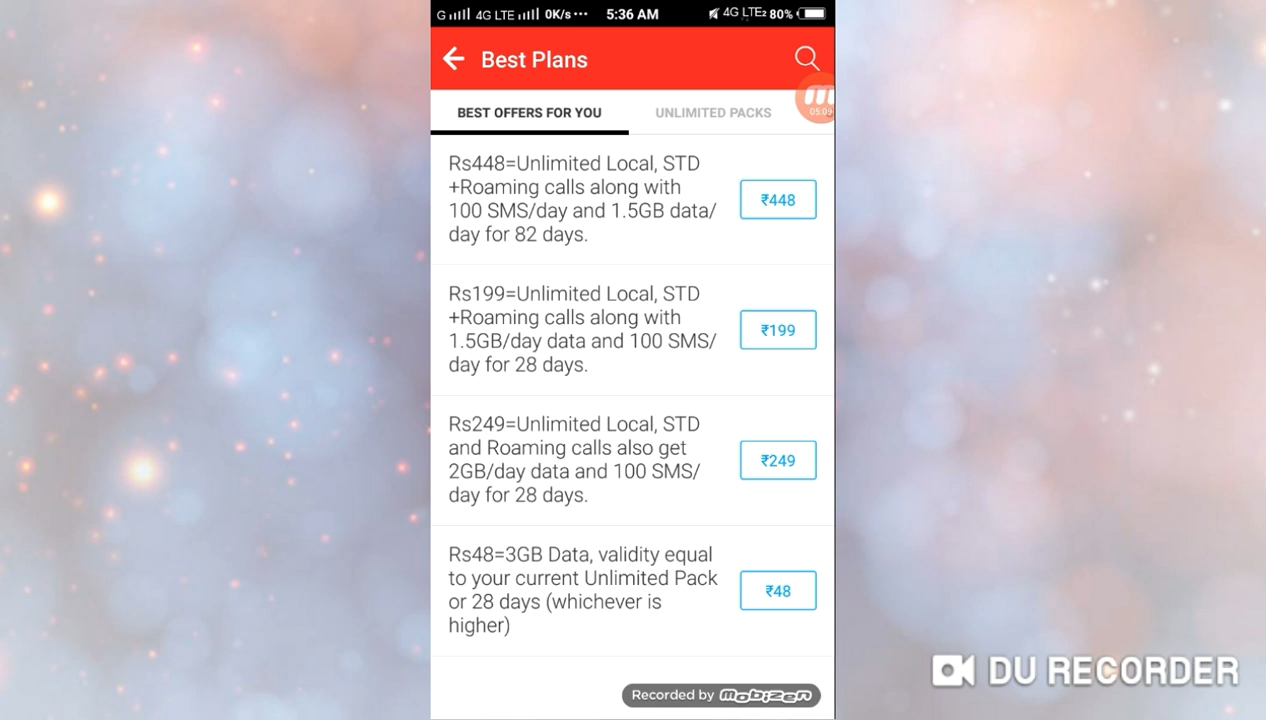 G 4G LTE 0K/s ... 5:36 AM 4G LTE2 80%
Best Plans
BEST OFFERS FOR YOU UNLIMITED PACKS
05:09
Rs448=Unlimited Local, STD
+Roaming calls along with
100 SMS/day and 1.5GB data/
day for 82 days.
₹448
Rs199=Unlimited Local, STD
+Roaming calls along with
1.5GB/day data and 100 SMS/
day for 28 days.
₹199
Rs249=Unlimited Local, STD
and Roaming calls also get
2GB/day data and 100 SMS/
day for 28 days.
₹249
Rs48=3GB Data, validity equal
to your current Unlimited Pack
or 28 days (whichever is
higher)
₹48
Recorded by mobizen
DU RECORDER